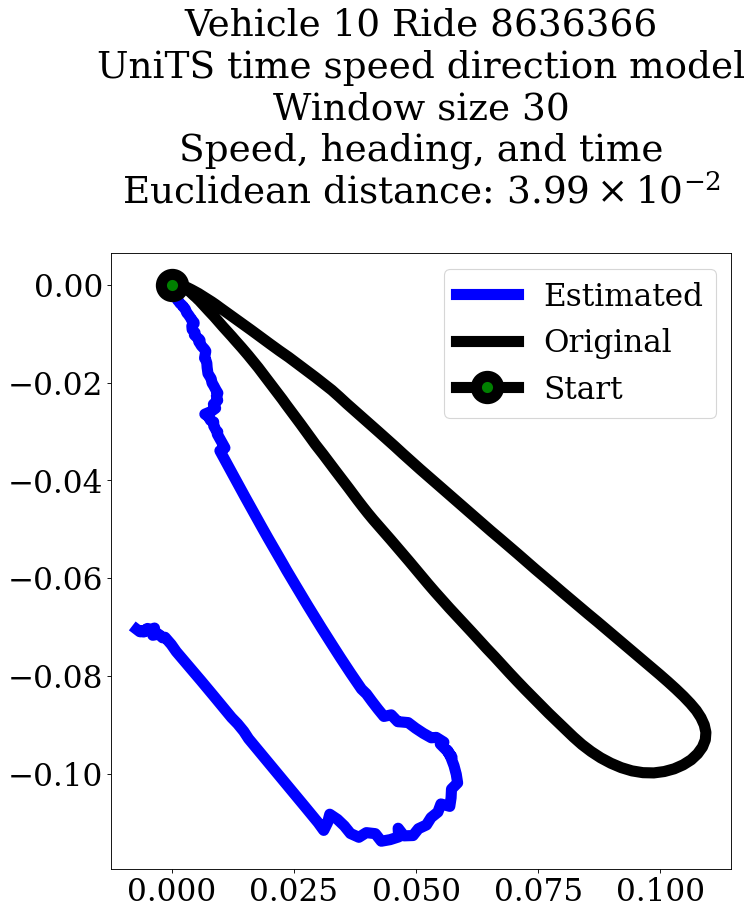 Vehicle 10 Ride 8636366
UniTS time speed direction model
Window size 30
Speed, heading, and time
Euclidean distance: 3.99 × 10⁻²
Estimated
Original
Start
0.00
−0.02
−0.04
−0.06
−0.08
−0.10
0.000 0.025 0.050 0.075 0.100